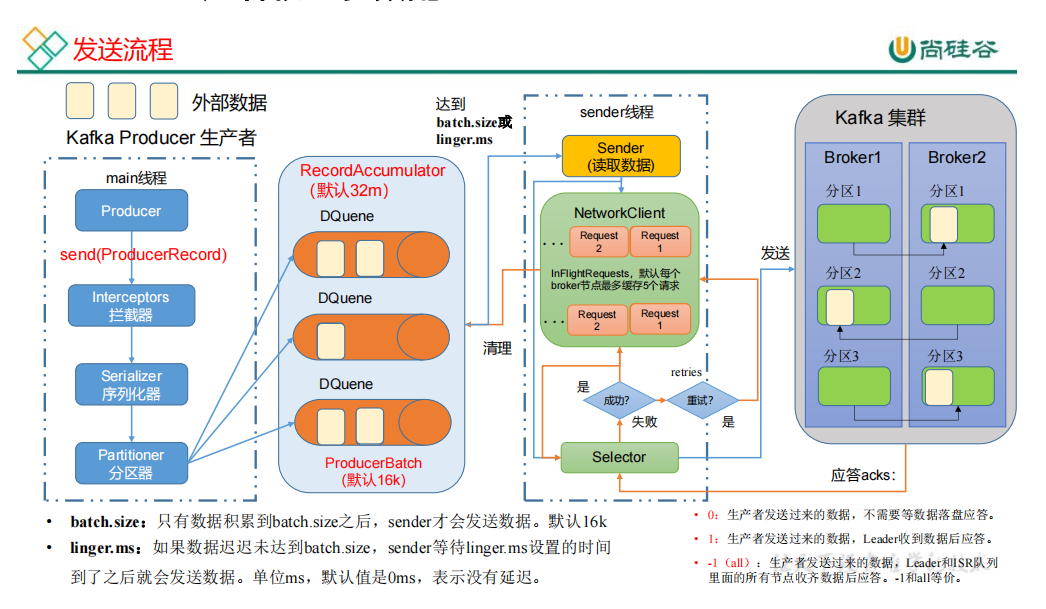 发送流程
尚硅谷
外部数据
Kafka Producer 生产者
main线程
Producer
send(ProducerRecord)
Interceptors
拦截器
Serializer
序列化器
Partitioner
分区器
RecordAccumulator
(默认32m)
DQuene
DQuene
DQuene
ProducerBatch
(默认16k)
达到
batch.size或
linger.ms
清理
sender线程
Sender
(读取数据)
NetworkClient
...
Request
2
Request
1
InFlightRequests，默认每个
broker节点最多缓存5个请求
...
Request
2
Request
1
是
成功?
失败
retries
重试?
是
Selector
发送
Kafka 集群
Broker1
分区1
分区2
分区3
Broker2
分区1
分区2
分区3
应答acks：
• batch.size：只有数据积累到batch.size之后，sender才会发送数据。默认16k
• linger.ms：如果数据迟迟未达到batch.size，sender等待linger.ms设置的时间
到了之后就会发送数据。单位ms，默认值是0ms，表示没有延迟。
• 0：生产者发送过来的数据，不需要等数据落盘应答。
• 1：生产者发送过来的数据，Leader收到数据后应答。
• -1（all）：生产者发送过来的数据，Leader和ISR队列
里面的所有节点收齐数据后应答。-1和all等价。